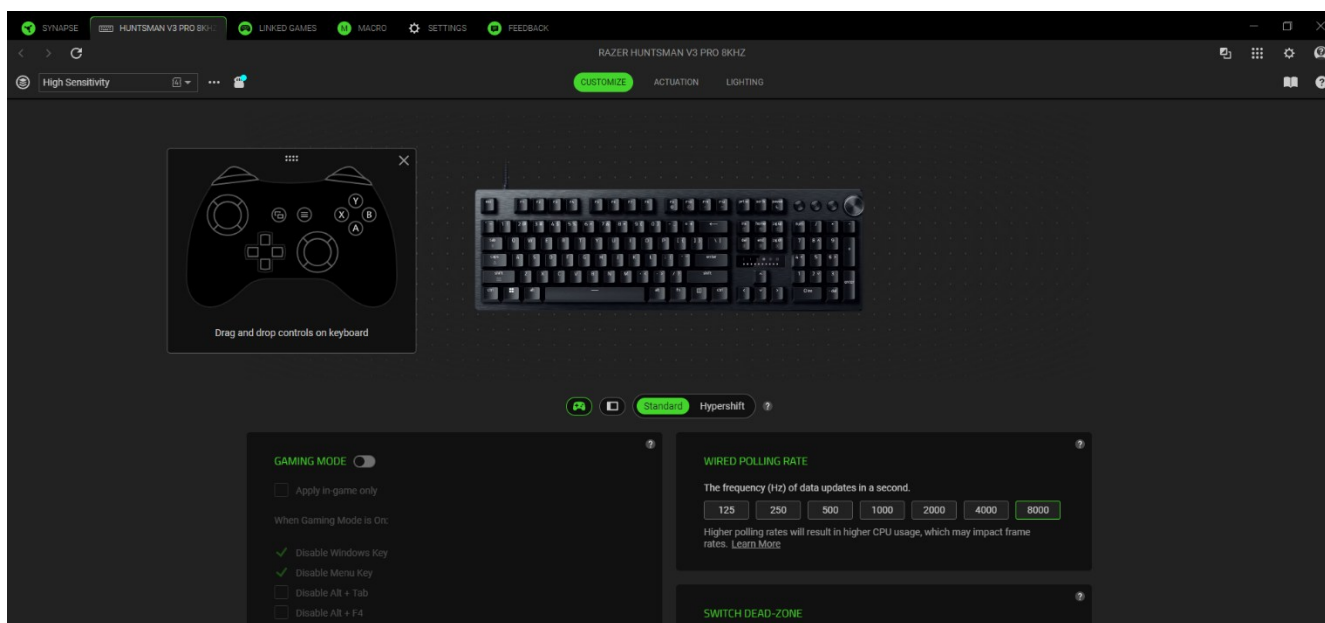 SYNAPSE
HUNTSMAN V3 PRO 8KHZ
LINKED GAMES
MACRO
SETTINGS
FEEDBACK
RAZER HUNTSMAN V3 PRO 8KHZ
High Sensitivity
CUSTOMIZE
ACTUATION
LIGHTING
Y
X
B
A
Drag and drop controls on keyboard
Standard
Hypershift
GAMING MODE
Apply in-game only
When Gaming Mode is On:
Disable Windows Key
Disable Menu Key
Disable Alt + Tab
Disable Alt + F4
WIRED POLLING RATE
The frequency (Hz) of data updates in a second.
125 250 500 1000 2000 4000 8000
Higher polling rates will result in higher CPU usage, which may impact frame
rates. Learn More
SWITCH DEAD-ZONE